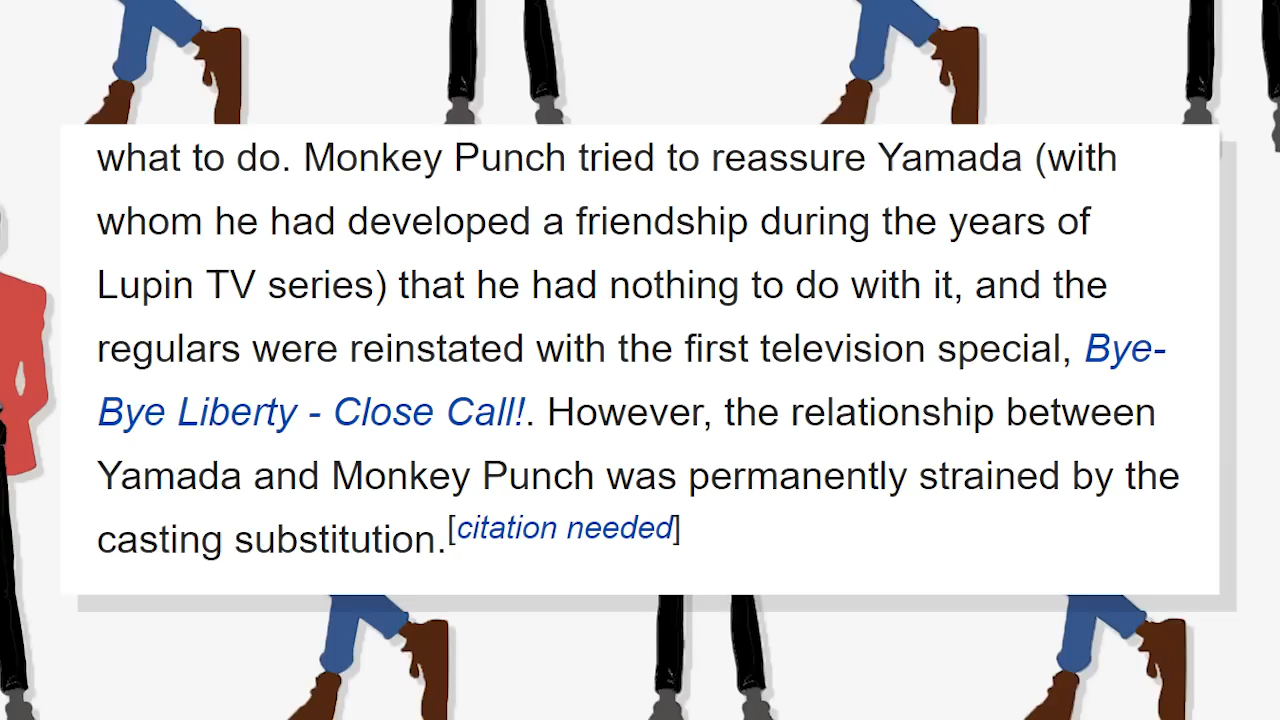 what to do. Monkey Punch tried to reassure Yamada (with
whom he had developed a friendship during the years of
Lupin TV series) that he had nothing to do with it, and the
regulars were reinstated with the first television special, Bye-
Bye Liberty - Close Call!. However, the relationship between
Yamada and Monkey Punch was permanently strained by the
casting substitution.[citation needed]